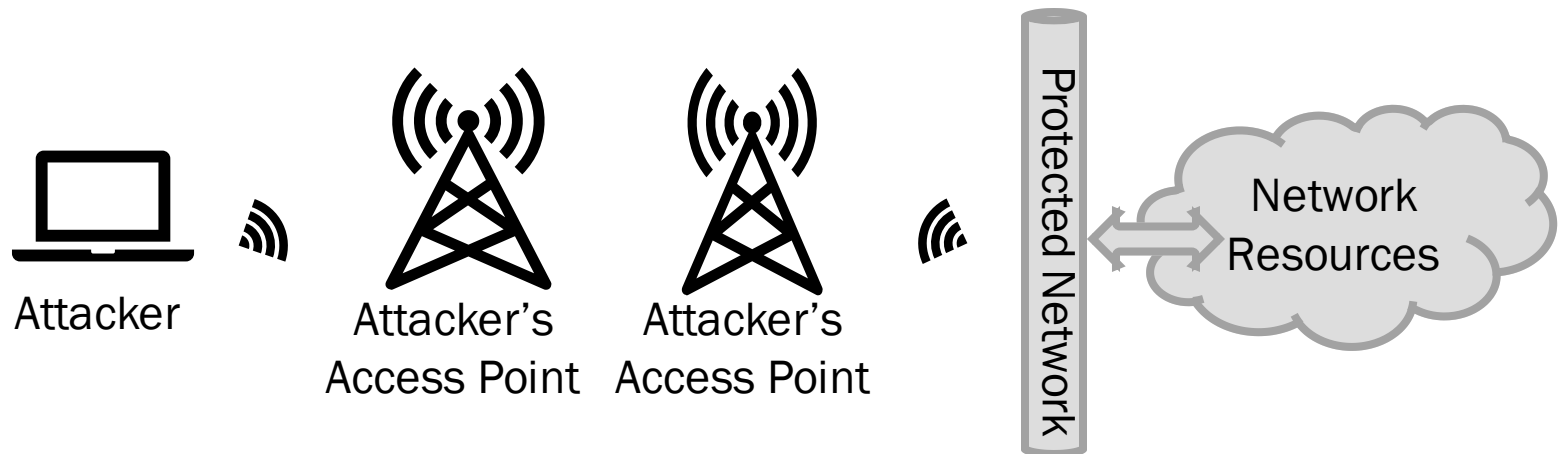 Attacker
Attacker’s
Access Point
Attacker’s
Access Point
Protected Network
Network
Resources